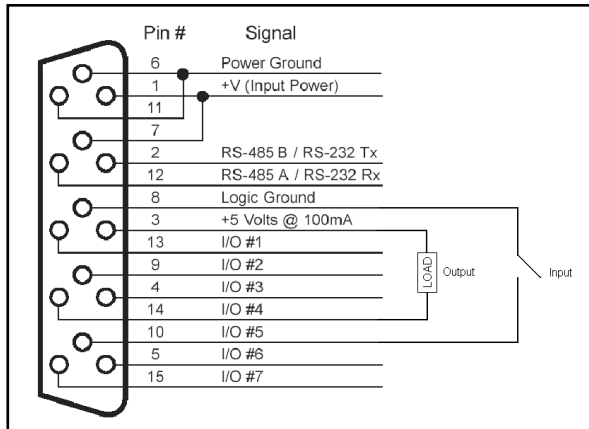 Pin # Signal
6 Power Ground
1 +V (Input Power)
11
7
2 RS-485 B / RS-232 Tx
12 RS-485 A / RS-232 Rx
8 Logic Ground
3 +5 Volts @ 100mA
13 I/O #1
9 I/O #2
4 I/O #3
14 I/O #4
10 I/O #5
5 I/O #6
15 I/O #7
LOAD Output
Input